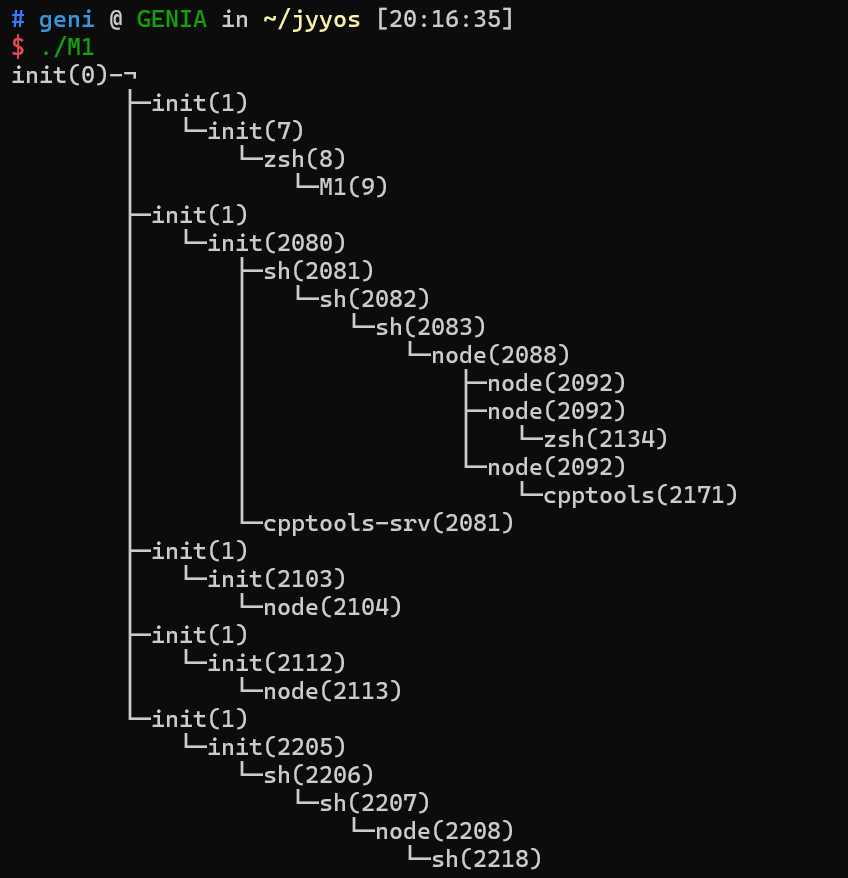 # geni @ GENIA in ~/jyyos [20:16:35]
$ ./M1
init(0)-¬
        ├─init(1)
        │   └─init(7)
        │       └─zsh(8)
        │           └─M1(9)
        ├─init(1)
        │   └─init(2080)
        │       ├─sh(2081)
        │       │   └─sh(2082)
        │       │       └─sh(2083)
        │       │           └─node(2088)
        │       │               ├─node(2092)
        │       │               ├─node(2092)
        │       │               │   └─zsh(2134)
        │       │               └─node(2092)
        │       │                   └─cpptools(2171)
        │       └─cpptools-srv(2081)
        ├─init(1)
        │   └─init(2103)
        │       └─node(2104)
        ├─init(1)
        │   └─init(2112)
        │       └─node(2113)
        └─init(1)
            └─init(2205)
                └─sh(2206)
                    └─sh(2207)
                        └─node(2208)
                            └─sh(2218)